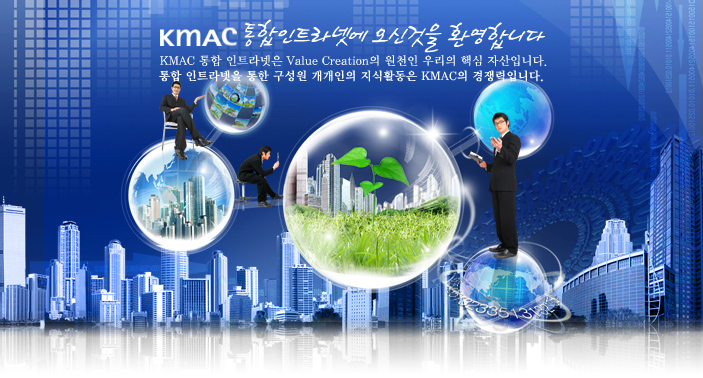 KMAC 통합인트라넷에 오신것을 환영합니다
KMAC 통합 인트라넷은 Value Creation의 원천인 우리의 핵심 자산입니다.
통합 인트라넷을 통한 구성원 개개인의 지식활동은 KMAC의 경쟁력입니다.